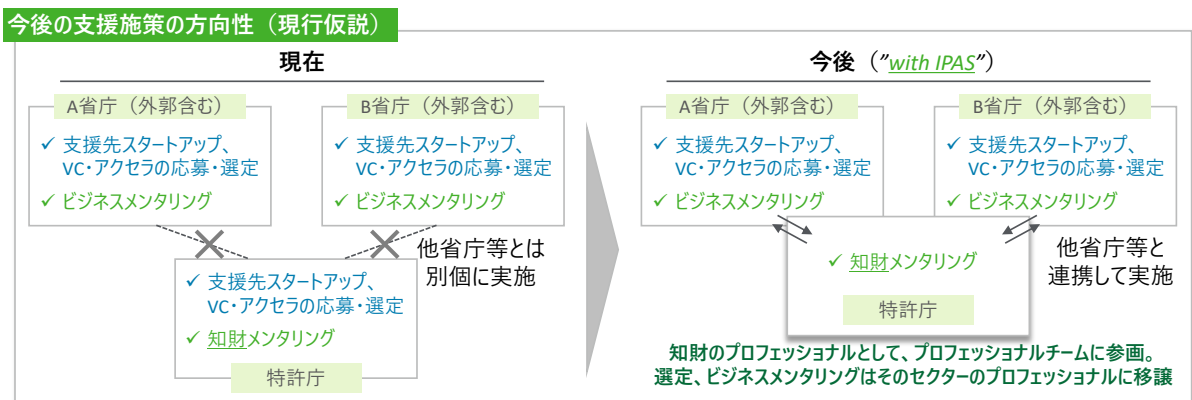 今後の支援施策の方向性（現行仮説）
現在
A省庁（外郭含む）
✓ 支援先スタートアップ、
VC・アクセラの応募・選定
✓ ビジネスメンタリング
B省庁（外郭含む）
✓ 支援先スタートアップ、
VC・アクセラの応募・選定
✓ ビジネスメンタリング
他省庁等とは
別個に実施
✓ 支援先スタートアップ、
VC・アクセラの応募・選定
✓ 知財メンタリング
特許庁
今後（”with IPAS”）
A省庁（外郭含む）
✓ 支援先スタートアップ、
VC・アクセラの応募・選定
✓ ビジネスメンタリング
B省庁（外郭含む）
✓ 支援先スタートアップ、
VC・アクセラの応募・選定
✓ ビジネスメンタリング
他省庁等と
連携して実施
✓ 知財メンタリング
特許庁
知財のプロフェッショナルとして、プロフェッショナルチームに参画。
選定、ビジネスメンタリングはそのセクターのプロフェッショナルに移譲